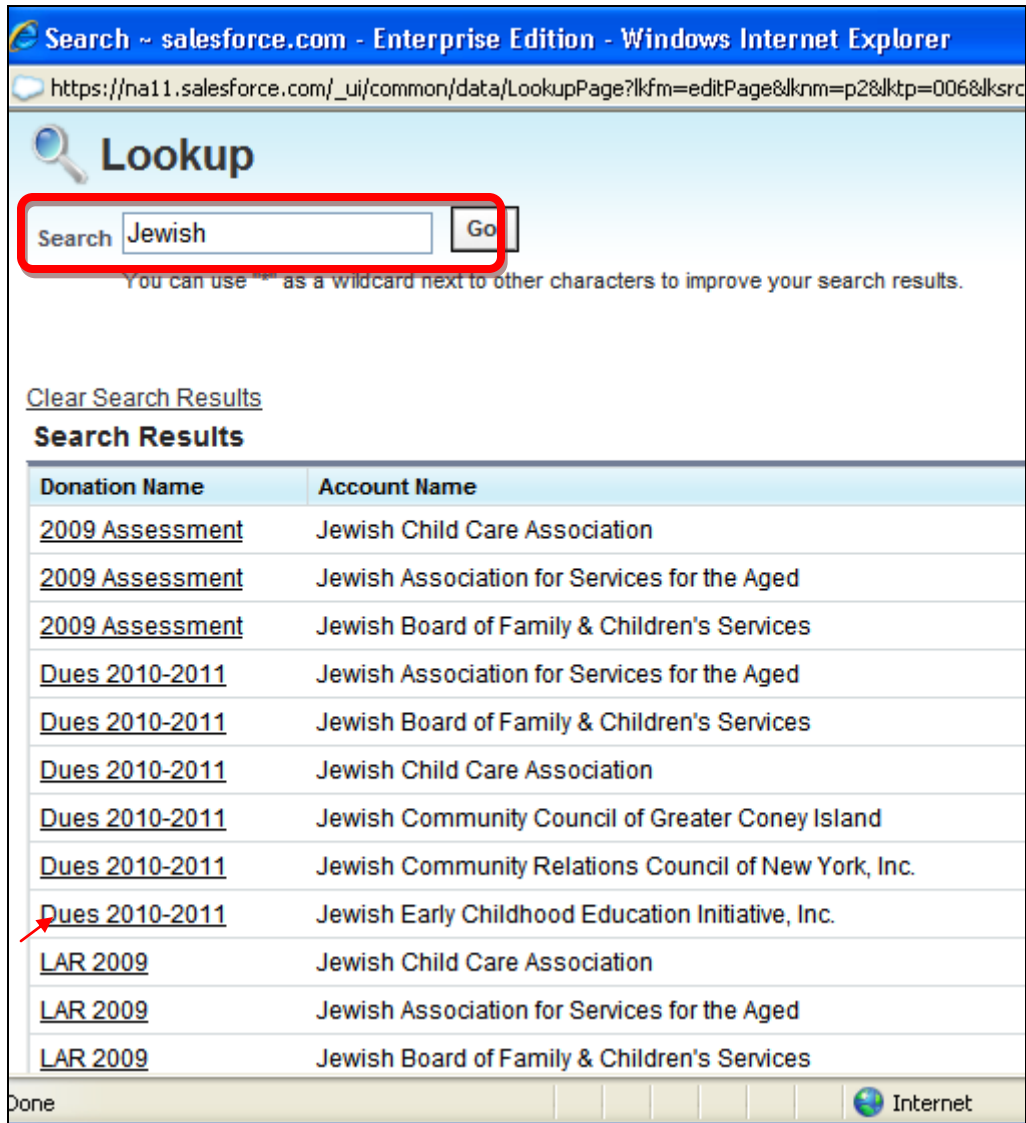 Search ~ salesforce.com - Enterprise Edition - Windows Internet Explorer
https://na11.salesforce.com/_ui/common/data/LookupPage?lkfm=editPage&lknm=p2&lktp=006&lksrc
Lookup
Search Jewish Go
You can use "*" as a wildcard next to other characters to improve your search results.
Clear Search Results
Search Results
Donation Name Account Name
2009 Assessment Jewish Child Care Association
2009 Assessment Jewish Association for Services for the Aged
2009 Assessment Jewish Board of Family & Children's Services
Dues 2010-2011 Jewish Association for Services for the Aged
Dues 2010-2011 Jewish Board of Family & Children's Services
Dues 2010-2011 Jewish Child Care Association
Dues 2010-2011 Jewish Community Council of Greater Coney Island
Dues 2010-2011 Jewish Community Relations Council of New York, Inc.
Dues 2010-2011 Jewish Early Childhood Education Initiative, Inc.
LAR 2009 Jewish Child Care Association
LAR 2009 Jewish Association for Services for the Aged
LAR 2009 Jewish Board of Family & Children's Services
Done Internet